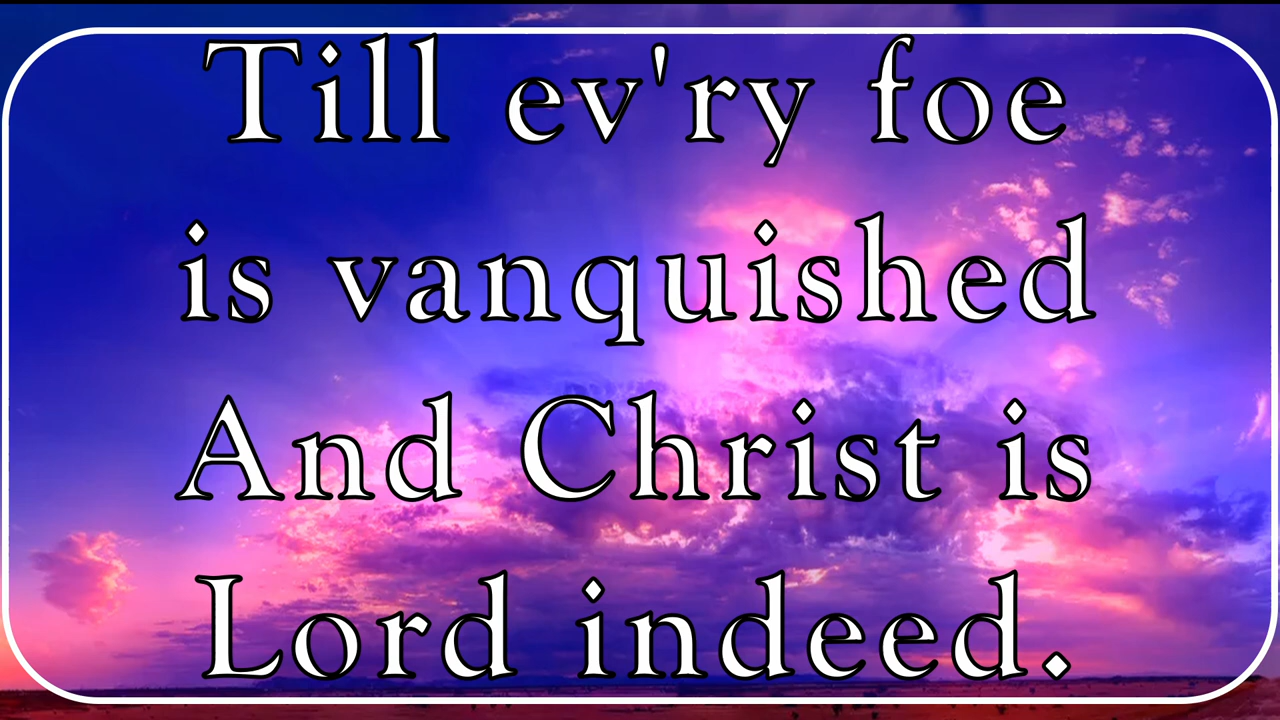 Till ev'ry foe
is vanquished
And Christ is
Lord indeed.